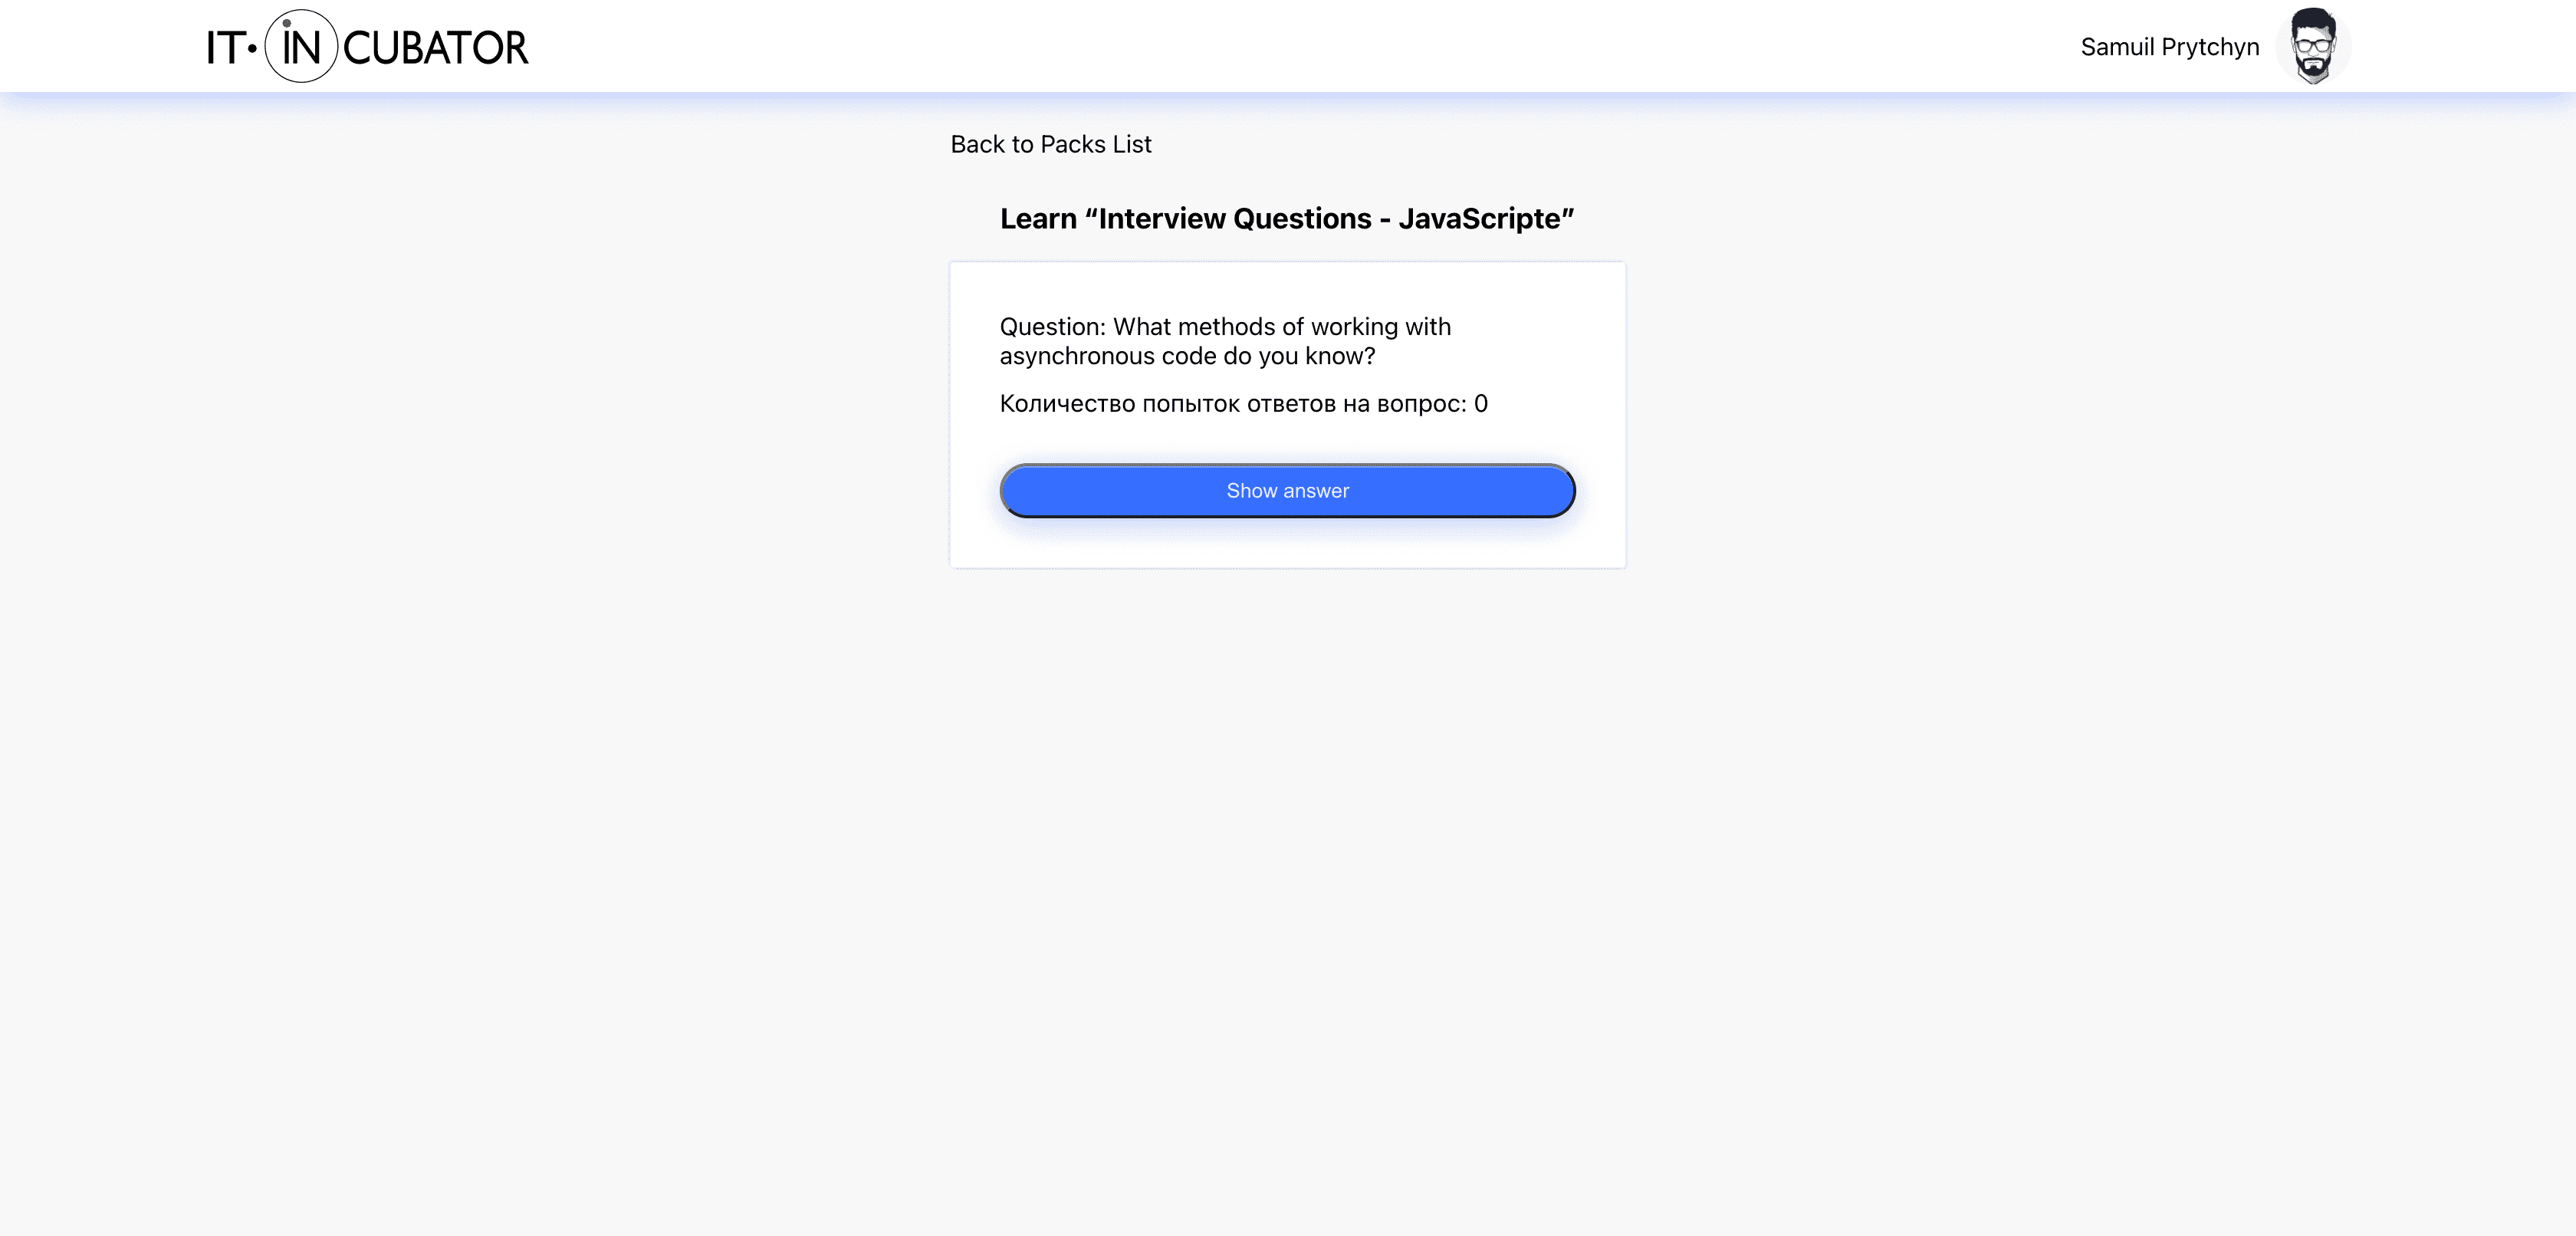 IT•INCUBATOR
Samuil Prytchyn
Back to Packs List
Learn “Interview Questions - JavaScripte”
Question: What methods of working with
asynchronous code do you know?
Количество попыток ответов на вопрос: 0
Show answer